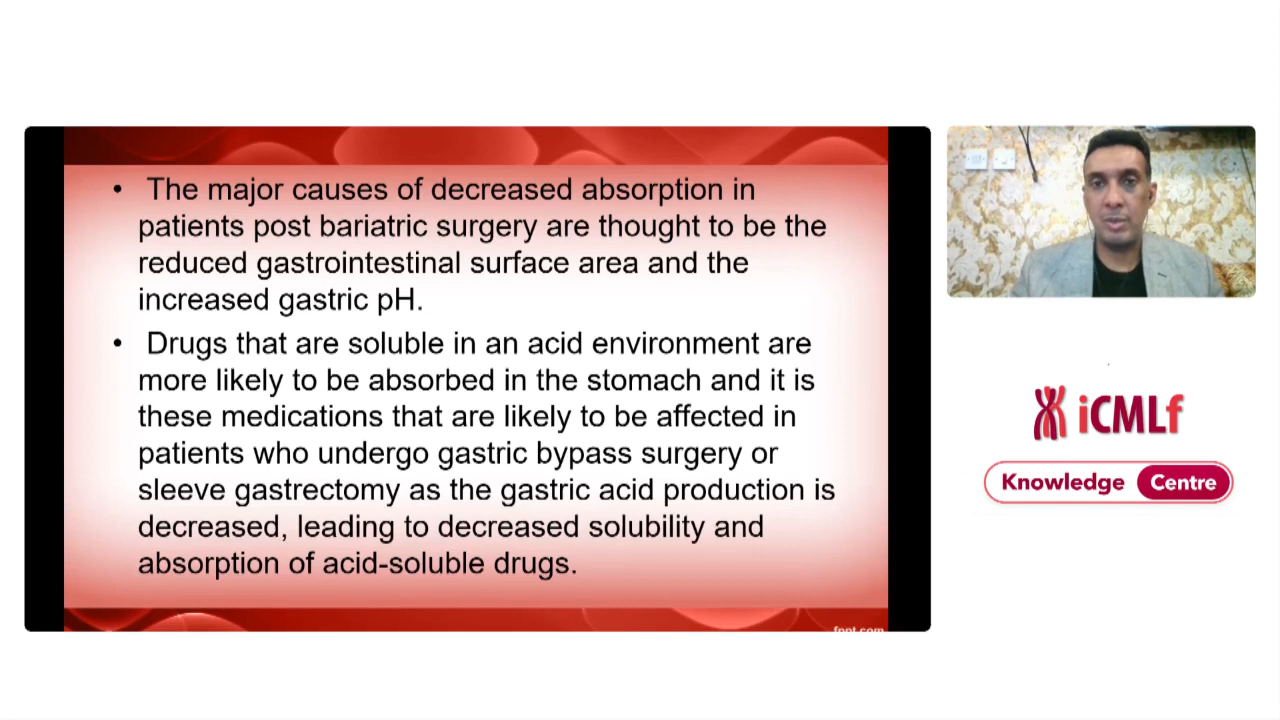 • The major causes of decreased absorption in
patients post bariatric surgery are thought to be the
reduced gastrointestinal surface area and the
increased gastric pH.
• Drugs that are soluble in an acid environment are
more likely to be absorbed in the stomach and it is
these medications that are likely to be affected in
patients who undergo gastric bypass surgery or
sleeve gastrectomy as the gastric acid production is
decreased, leading to decreased solubility and
absorption of acid-soluble drugs.
fppt.com
iCMLf
Knowledge Centre